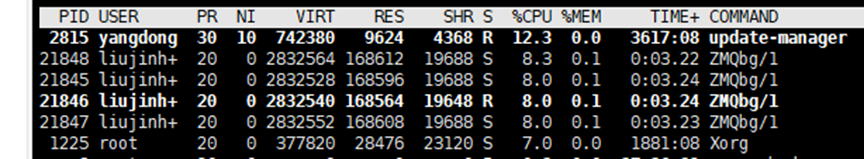 PID USER PR NI VIRT RES SHR S %CPU %MEM TIME+ COMMAND
2815 yangdong 30 10 742380 9624 4368 R 12.3 0.0 3617:08 update-manager
21848 liujinh+ 20 0 2832564 168612 19688 S 8.3 0.1 0:03.22 ZMQbg/1
21845 liujinh+ 20 0 2832528 168596 19688 S 8.0 0.1 0:03.24 ZMQbg/1
21846 liujinh+ 20 0 2832540 168564 19648 R 8.0 0.1 0:03.24 ZMQbg/1
21847 liujinh+ 20 0 2832552 168608 19688 S 8.0 0.1 0:03.23 ZMQbg/1
1225 root 20 0 377820 28476 23120 S 7.0 0.0 1881:08 Xorg